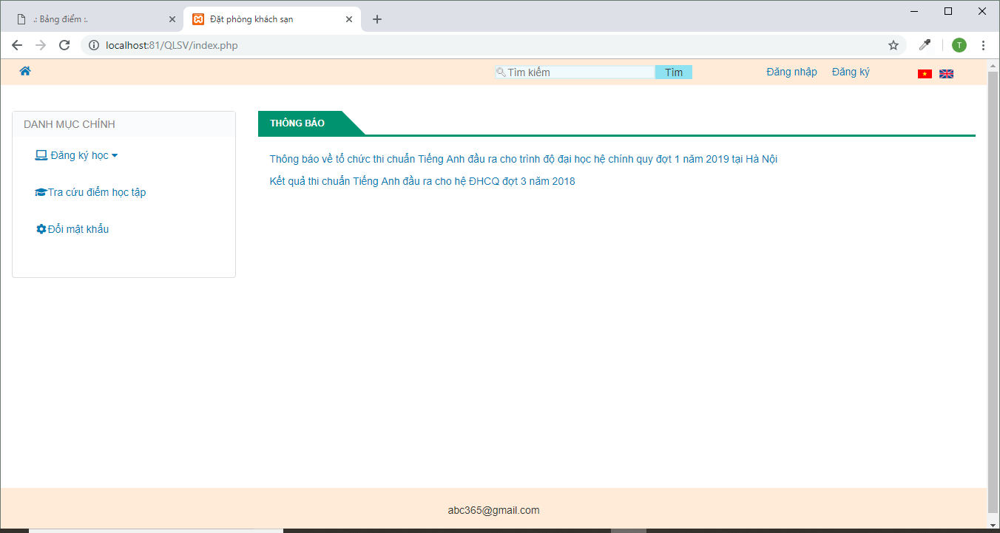 .: Bảng điểm :.
Đặt phòng khách sạn
localhost:81/QLSV/index.php
T
Tìm kiếm
Tìm
Đăng nhập
Đăng ký
DANH MỤC CHÍNH
Đăng ký học
Tra cứu điểm học tập
Đổi mật khẩu
THÔNG BÁO
Thông báo về tổ chức thi chuẩn Tiếng Anh đầu ra cho trình độ đại học hệ chính quy đợt 1 năm 2019 tại Hà Nội
Kết quả thi chuẩn Tiếng Anh đầu ra cho hệ ĐHCQ đợt 3 năm 2018
abc365@gmail.com